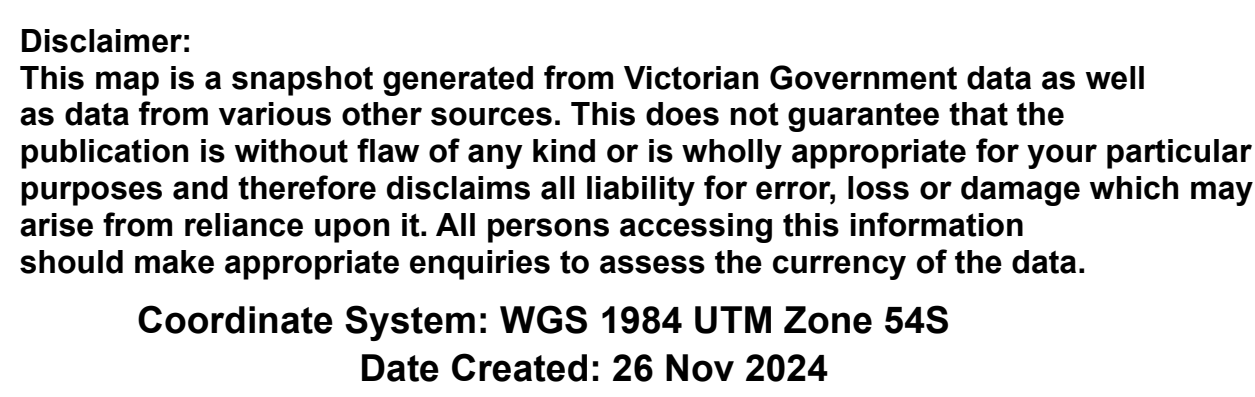 Disclaimer:
This map is a snapshot generated from Victorian Government data as well
as data from various other sources. This does not guarantee that the
publication is without flaw of any kind or is wholly appropriate for your particular
purposes and therefore disclaims all liability for error, loss or damage which may
arise from reliance upon it. All persons accessing this information
should make appropriate enquiries to assess the currency of the data.
Coordinate System: WGS 1984 UTM Zone 54S
Date Created: 26 Nov 2024